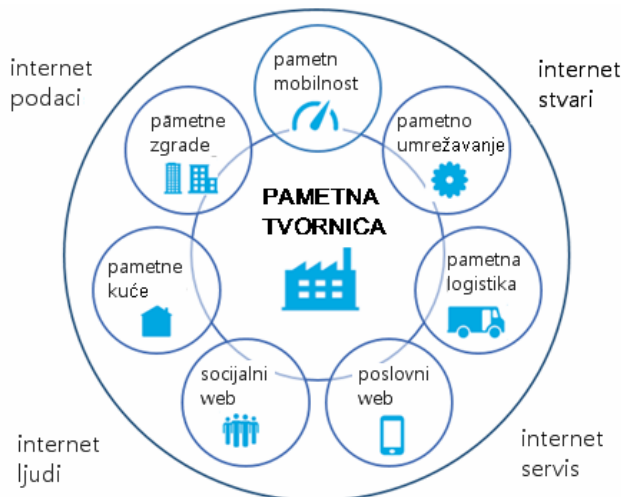 internet
podaci
pametn
mobilnost
internet
stvari
pametne
zgrade
pametno
umrežavanje
PAMETNA
TVORNICA
pametne
kuće
pametna
logistika
socijalni
web
poslovni
web
internet
ljudi
internet
servis